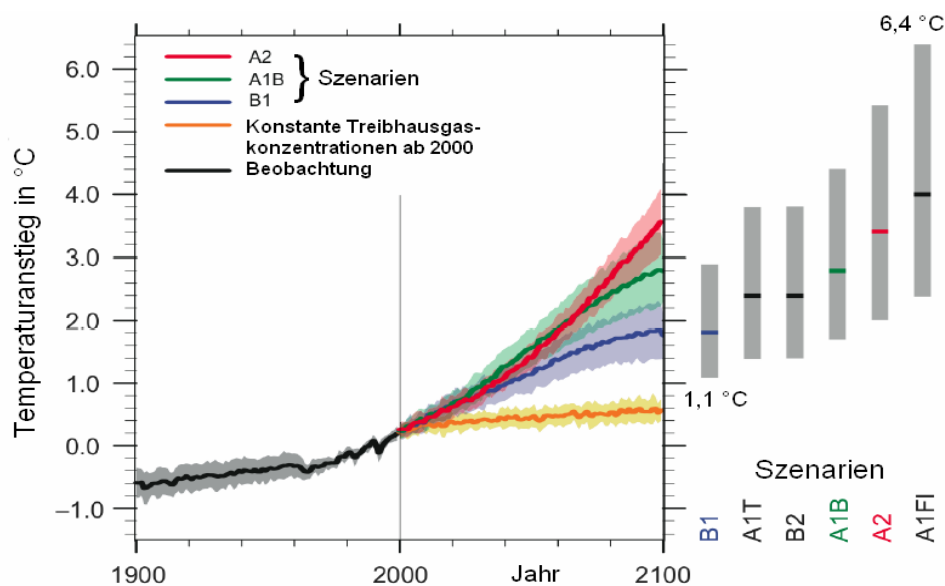 6,4 °C
Temperaturanstieg in °C
6.0
5.0
4.0
3.0
2.0
1.0
0.0
–1.0
A2
A1B
B1
Szenarien
Konstante Treibhausgas-
konzentrationen ab 2000
Beobachtung
1900
2000
Jahr
2100
1,1 °C
Szenarien
B1
A1T
B2
A1B
A2
A1FI